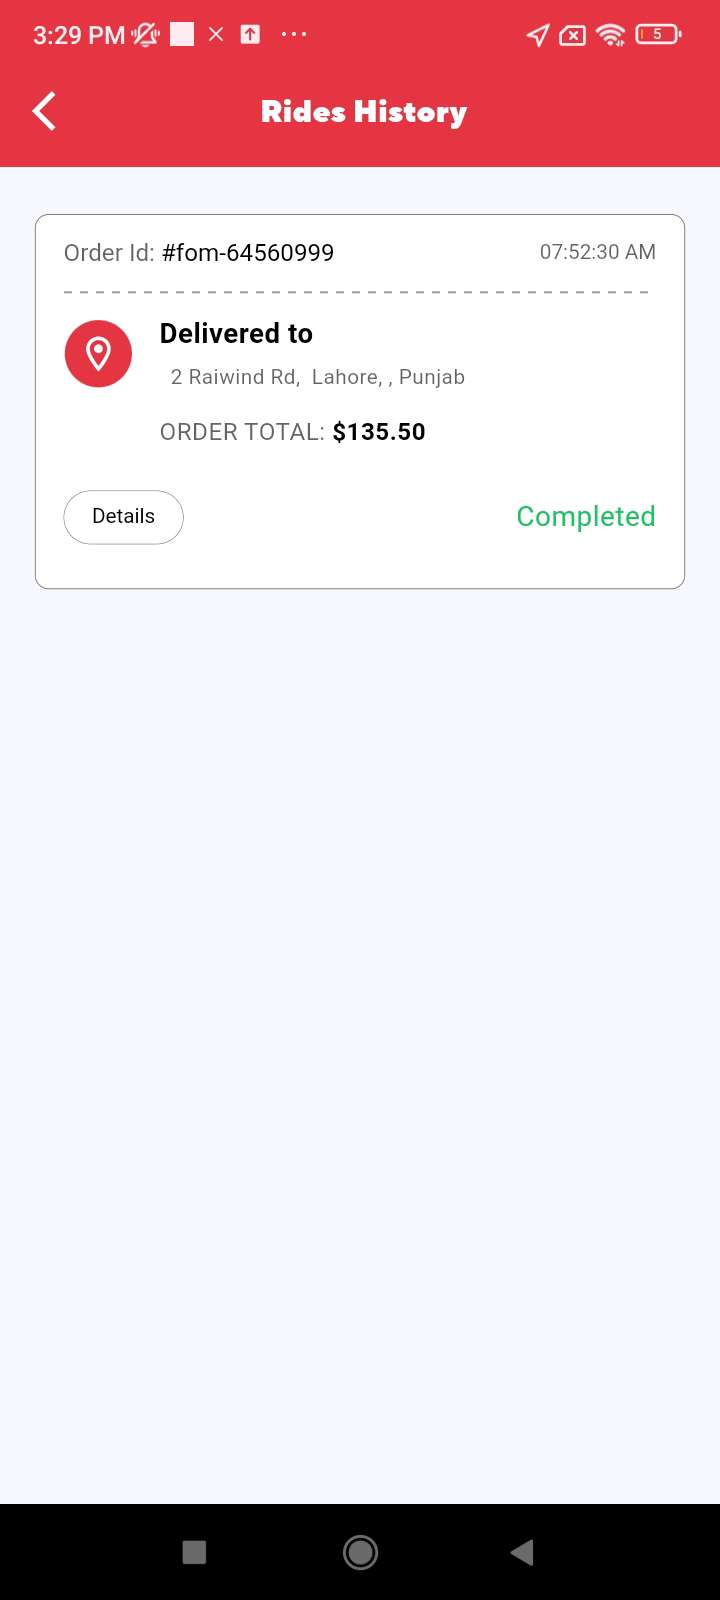 3:29 PM
5
Rides History
Order Id: #fom-64560999
07:52:30 AM
Delivered to
2 Raiwind Rd,  Lahore, , Punjab
ORDER TOTAL: $135.50
Details
Completed